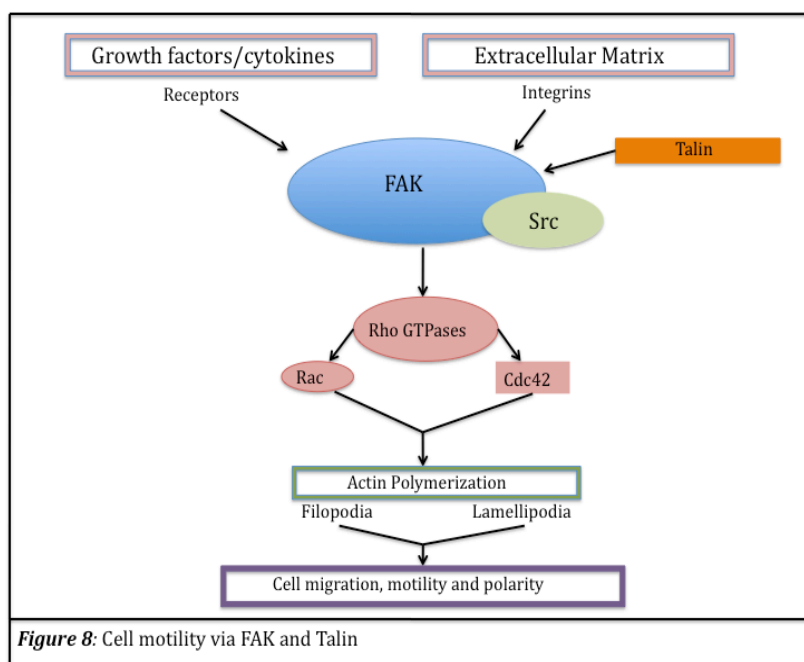 Growth factors/cytokines
Extracellular Matrix
Receptors
Integrins
Talin
FAK
Src
Rho GTPases
Rac
Cdc42
Actin Polymerization
Filopodia
Lamellipodia
Cell migration, motility and polarity
Figure 8: Cell motility via FAK and Talin